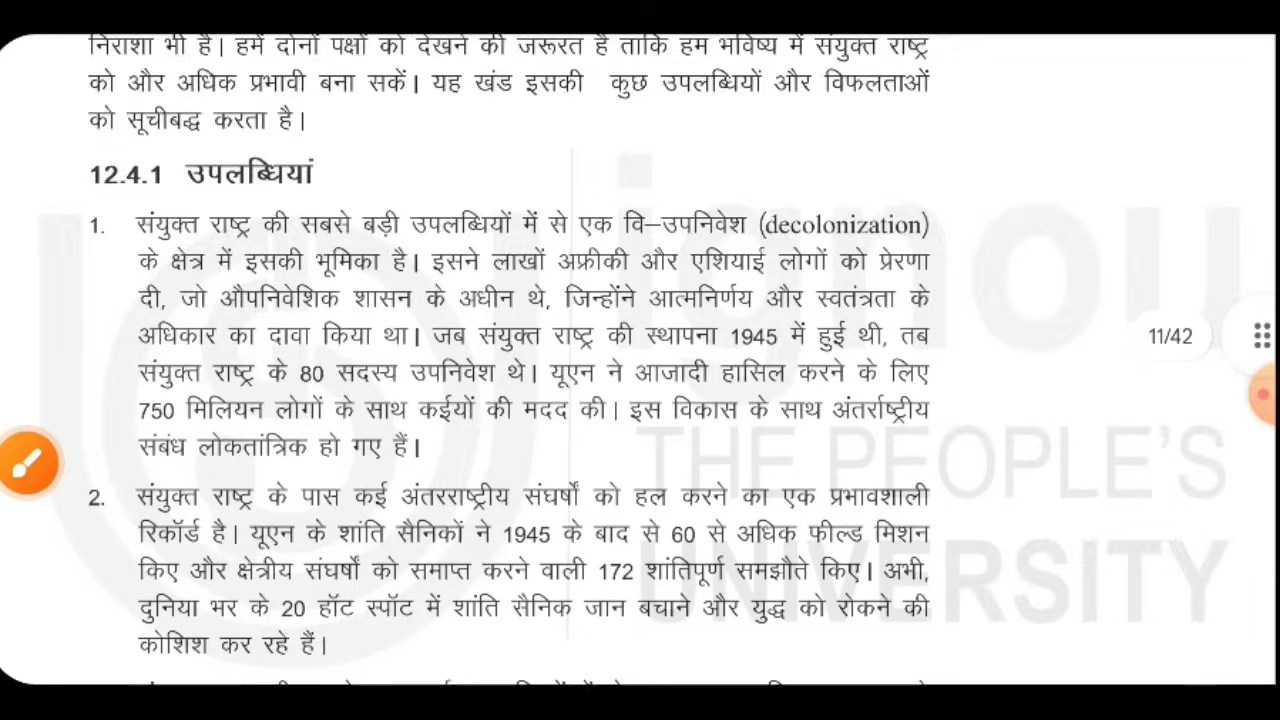 निराशा भी है। हमें दोनों पक्षों को देखने की जरूरत है ताकि हम भविष्य में संयुक्त राष्ट्र
को और अधिक प्रभावी बना सकें। यह खंड इसकी कुछ उपलब्धियों और विफलताओं
को सूचीबद्ध करता है।
12.4.1 उपलब्धियां
1. संयुक्त राष्ट्र की सबसे बड़ी उपलब्धियों में से एक वि–उपनिवेश (decolonization)
के क्षेत्र में इसकी भूमिका है। इसने लाखों अफ्रीकी और एशियाई लोगों को प्रेरणा
दी, जो औपनिवेशिक शासन के अधीन थे, जिन्होंने आत्मनिर्णय और स्वतंत्रता के
अधिकार का दावा किया था। जब संयुक्त राष्ट्र की स्थापना 1945 में हुई थी, तब
संयुक्त राष्ट्र के 80 सदस्य उपनिवेश थे। यूएन ने आजादी हासिल करने के लिए
750 मिलियन लोगों के साथ कईयों की मदद की। इस विकास के साथ अंतर्राष्ट्रीय
संबंध लोकतांत्रिक हो गए हैं।
2. संयुक्त राष्ट्र के पास कई अंतरराष्ट्रीय संघर्षों को हल करने का एक प्रभावशाली
रिकॉर्ड है। यूएन के शांति सैनिकों ने 1945 के बाद से 60 से अधिक फील्ड मिशन
किए और क्षेत्रीय संघर्षों को समाप्त करने वाली 172 शांतिपूर्ण समझौते किए। अभी,
दुनिया भर के 20 हॉट स्पॉट में शांति सैनिक जान बचाने और युद्ध को रोकने की
कोशिश कर रहे हैं।
11/42
ignou
THE PEOPLE'S
UNIVERSITY